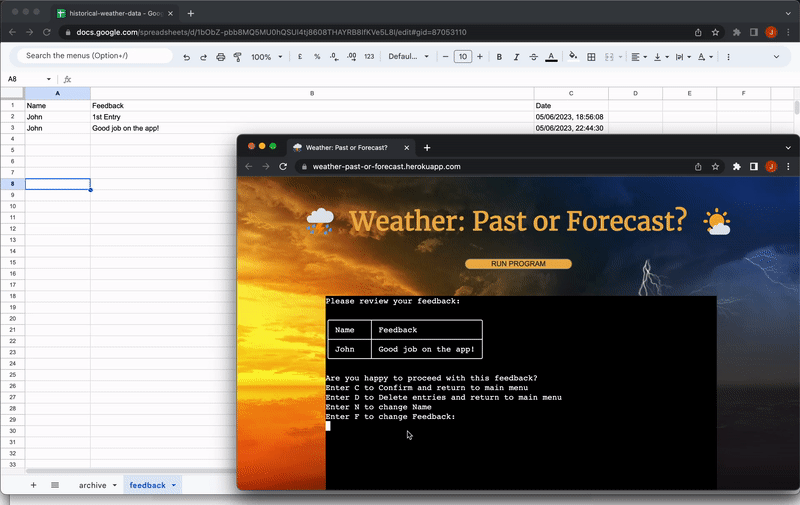 historical-weather-data - Goo
docs.google.com/spreadsheets/d/1bObZ-pbb8MQ5MU0hQSUl4tj8608THAYRB8IfKVe5L8I/edit#gid=87053110
Search the menus (Option+/)
100%
£
%
.0
.00
123
Defaul...
10
B
I
A
A8
fx
A
B
C
D
E
F
1
Name
Feedback
Date
2
John
1st Entry
05/06/2023, 18:56:08
3
John
Good job on the app!
05/06/2023, 22:44:30
4
5
6
7
8
9
10
11
12
13
14
15
16
17
18
19
20
21
22
23
24
25
26
27
28
29
30
31
32
33
archive
feedback
Weather: Past or Forecast?
weather-past-or-forecast.herokuapp.com
Weather: Past or Forecast?
RUN PROGRAM
Please review your feedback:
Name
Feedback
John
Good job on the app!
Are you happy to proceed with this feedback?
Enter C to Confirm and return to main menu
Enter D to Delete entries and return to main menu
Enter N to change Name
Enter F to change Feedback: